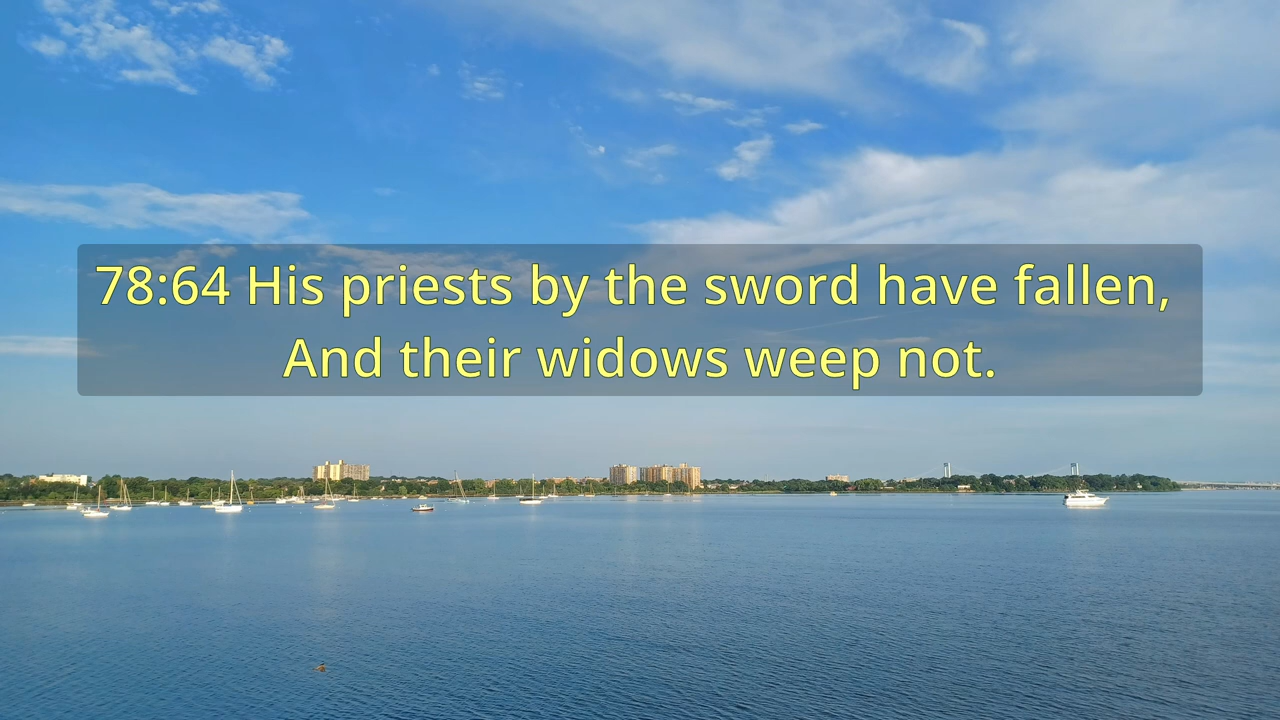 78:64 His priests by the sword have fallen,
And their widows weep not.